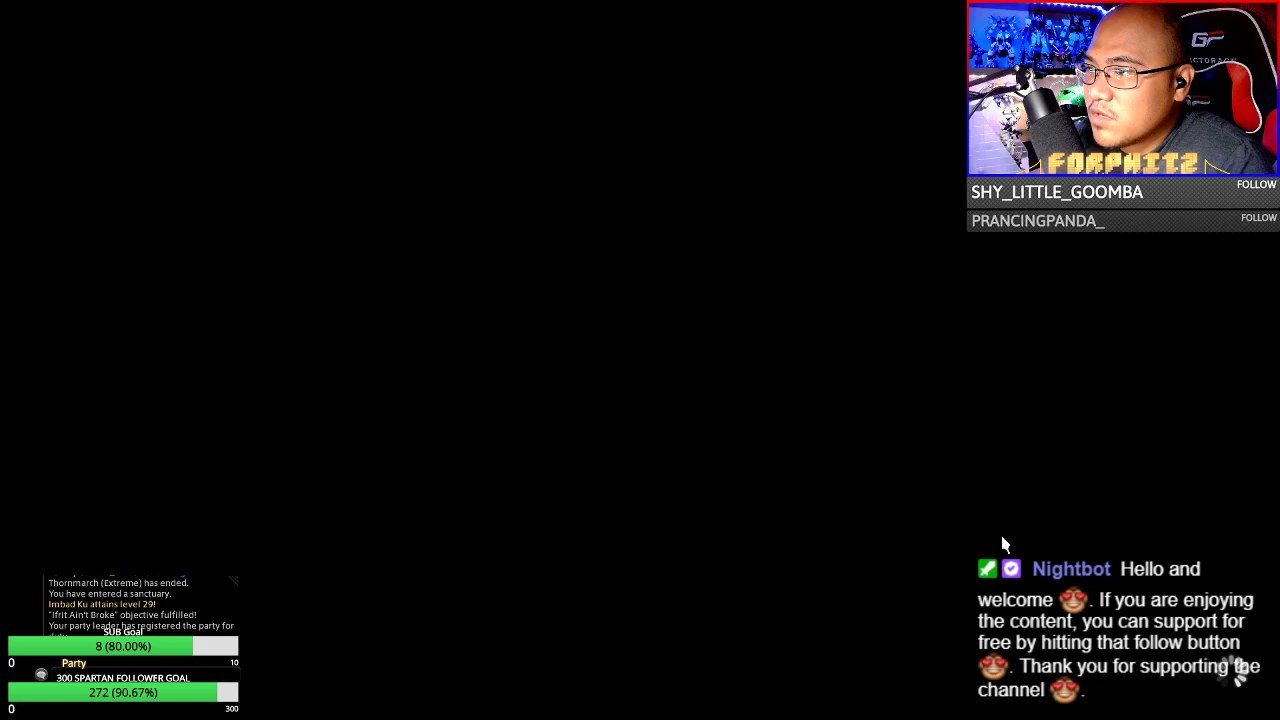 GF
FORPHITZ
SHY_LITTLE_GOOMBA
FOLLOW
PRANCINGPANDA_
FOLLOW
Thornmarch (Extreme) has ended.
You have entered a sanctuary.
Imbad Ku attains level 29!
"Ifrit Ain't Broke" objective fulfilled!
Your party leader has registered the party for
SUB Goal
8 (80.00%)
0
10
Party
300 SPARTAN FOLLOWER GOAL
272 (90.67%)
0
300
Nightbot Hello and
welcome . If you are enjoying
the content, you can support for
free by hitting that follow button
. Thank you for supporting the
channel .